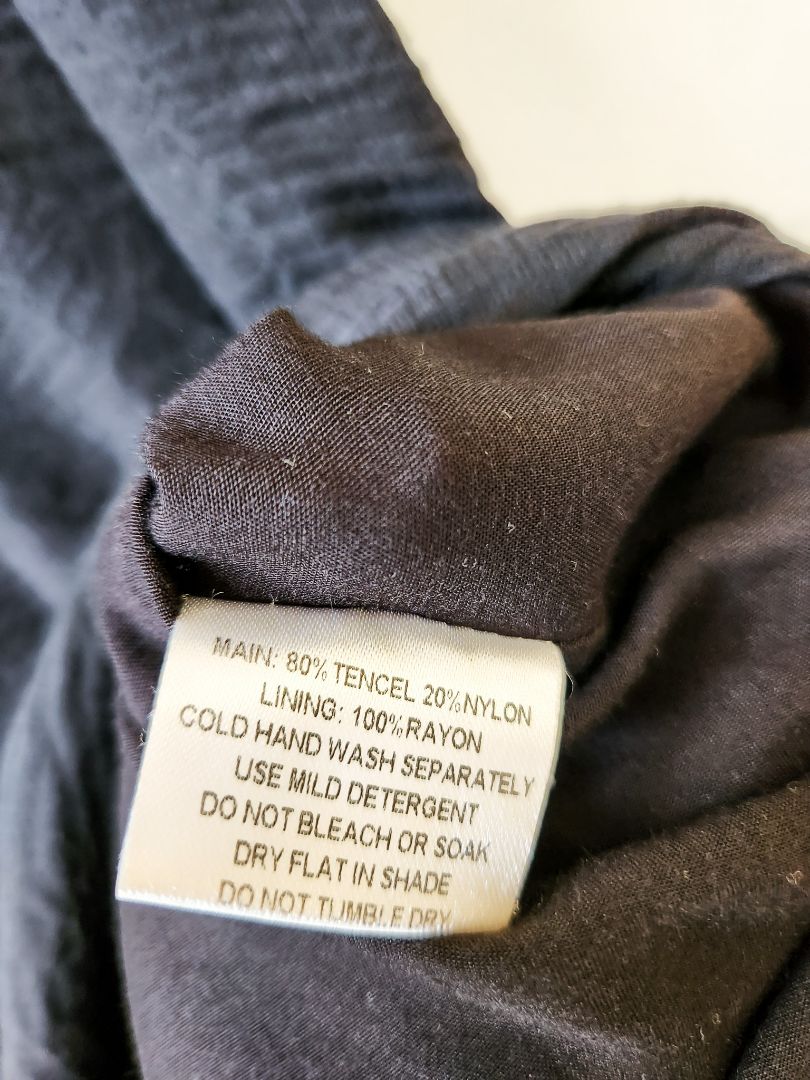 MAIN: 80% TENCEL 20%NYLON
LINING: 100%RAYON
COLD HAND WASH SEPARATELY
USE MILD DETERGENT
DO NOT BLEACH OR SOAK
DRY FLAT IN SHADE
DO NOT TUMBLE DRY